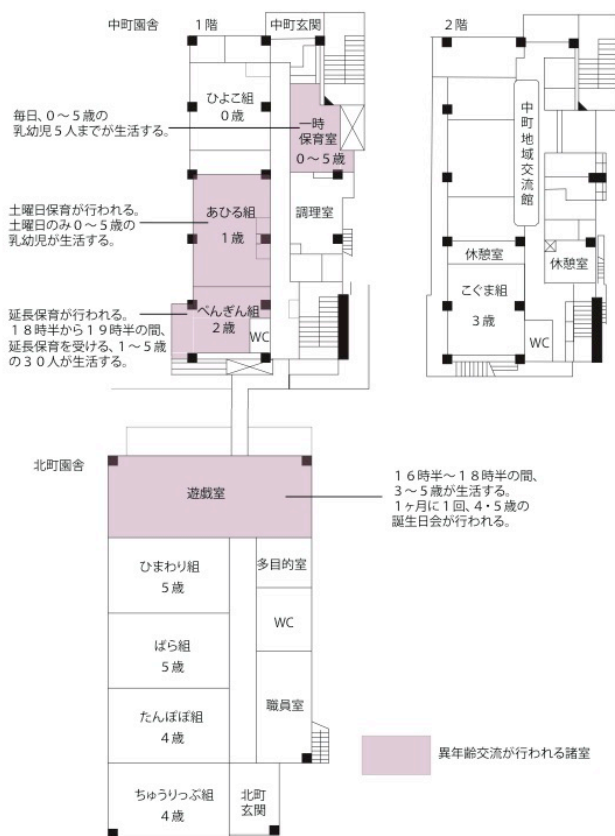 中町園舎
1階
中町玄関
2階
ひよこ組
0歳
毎日、0～5歳の
乳幼児5人までが生活する。
一時
保育室
0～5歳
中町地域交流館
土曜日保育が行われる。
土曜日のみ0～5歳の
乳幼児が生活する。
あひる組
1歳
調理室
休憩室
休憩室
延長保育が行われる。
18時半から19時半の間、
延長保育を受ける、1～5歳
の30人が生活する。
ぺんぎん組
2歳
WC
こぐま組
3歳
WC
北町園舎
遊戯室
16時半～18時半の間、
3～5歳が生活する。
1ヶ月に1回、4・5歳の
誕生日会が行われる。
ひまわり組
5歳
多目的室
ばら組
5歳
WC
たんぽぽ組
4歳
職員室
ちゅうりっぷ組
4歳
北町
玄関
異年齢交流が行われる諸室